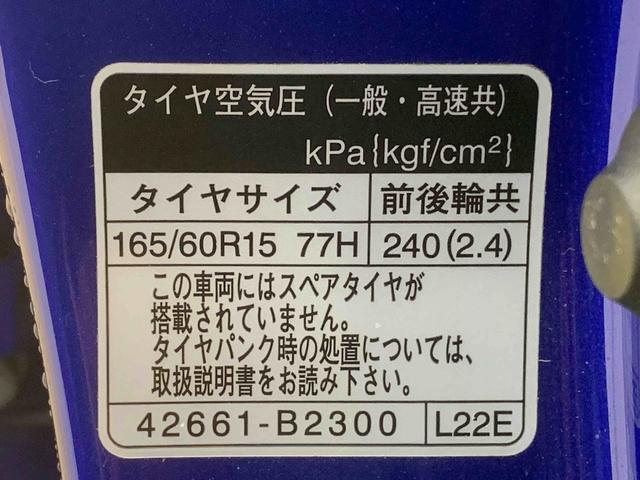 タイヤ空気圧（一般・高速共）
kPa{kgf/cm²}
タイヤサイズ 前後輪共
165/60R15 77H 240(2.4)
この車両にはスペアタイヤが
搭載されていません。
タイヤパンク時の処置については、
取扱説明書をお読み下さい。
42661-B2300 L22E